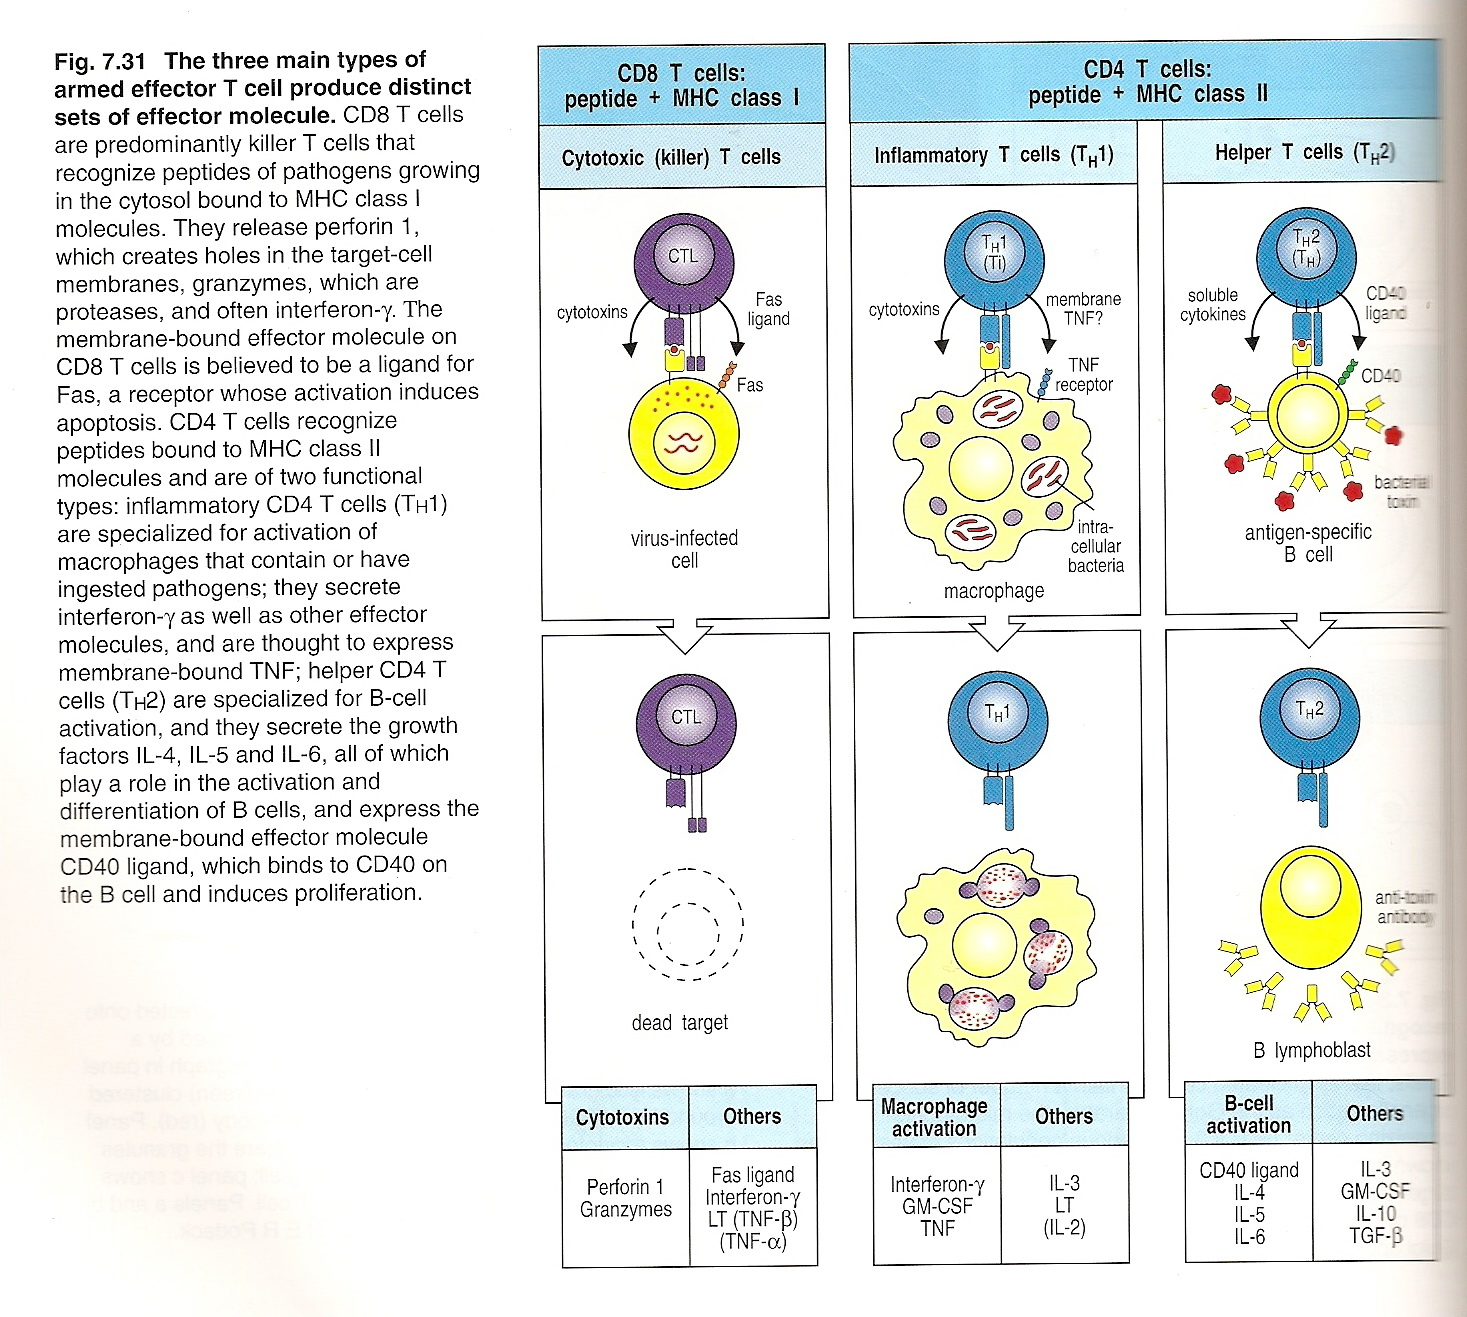 Fig. 7.31 The three main types of
armed effector T cell produce distinct
sets of effector molecule. CD8 T cells
are predominantly killer T cells that
recognize peptides of pathogens growing
in the cytosol bound to MHC class I
molecules. They release perforin 1,
which creates holes in the target-cell
membranes, granzymes, which are
proteases, and often interferon-γ. The
membrane-bound effector molecule on
CD8 T cells is believed to be a ligand for
Fas, a receptor whose activation induces
apoptosis. CD4 T cells recognize
peptides bound to MHC class II
molecules and are of two functional
types: inflammatory CD4 T cells (TH1)
are specialized for activation of
macrophages that contain or have
ingested pathogens; they secrete
interferon-γ as well as other effector
molecules, and are thought to express
membrane-bound TNF; helper CD4 T
cells (TH2) are specialized for B-cell
activation, and they secrete the growth
factors IL-4, IL-5 and IL-6, all of which
play a role in the activation and
differentiation of B cells, and express the
membrane-bound effector molecule
CD40 ligand, which binds to CD40 on
the B cell and induces proliferation.
CD8 T cells:
peptide + MHC class I
Cytotoxic (killer) T cells
CTL
cytotoxins
Fas
ligand
Fas
virus-infected
cell
CTL
dead target
Cytotoxins
Others
Perforin 1
Granzymes
Fas ligand
Interferon-γ
LT (TNF-β)
(TNF-α)
CD4 T cells:
peptide + MHC class II
Inflammatory T cells (TH1)
TH1
(Ti)
cytotoxins
membrane
TNF?
TNF
receptor
intra-
cellular
bacteria
macrophage
TH1
Macrophage
activation
Others
Interferon-γ
GM-CSF
TNF
IL-3
LT
(IL-2)
Helper T cells (TH2)
TH2
(TH)
soluble
cytokines
CD40
ligand
CD40
bacterial
toxin
antigen-specific
B cell
TH2
anti-toxin
antibody
B lymphoblast
B-cell
activation
Others
CD40 ligand
IL-4
IL-5
IL-6
IL-3
GM-CSF
IL-10
TGF-β